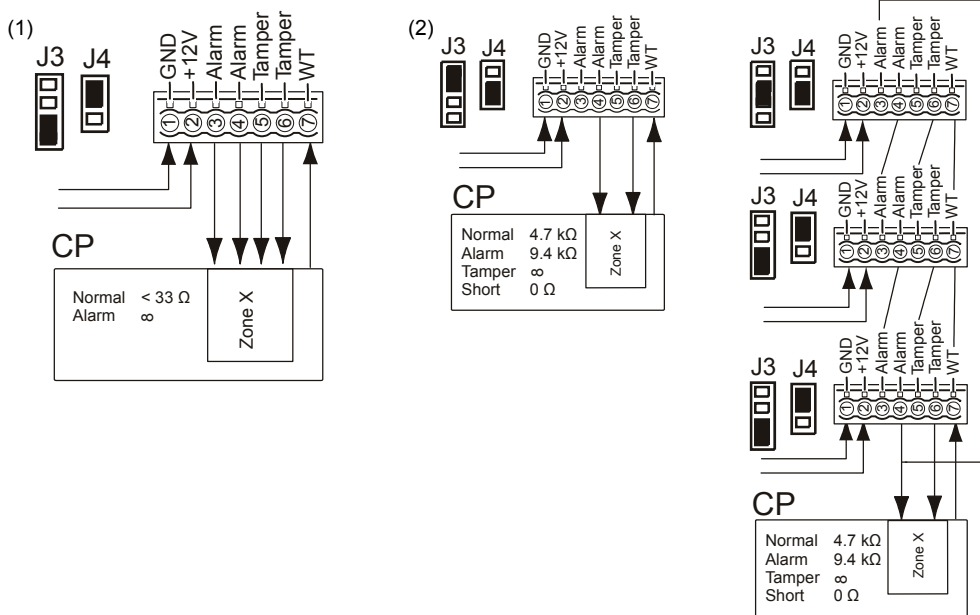 (1)
J3 J4
GND
+12V
Alarm
Alarm
Tamper
Tamper
WT
1 2 3 4 5 6 7
CP
Normal < 33 Ω
Alarm ∞
Zone X
(2)
J3 J4
GND
+12V
Alarm
Alarm
Tamper
Tamper
WT
1 2 3 4 5 6 7
CP
Normal 4.7 kΩ
Alarm 9.4 kΩ
Tamper ∞
Short 0 Ω
Zone X
J3 J4
GND
+12V
Alarm
Alarm
Tamper
Tamper
WT
1 2 3 4 5 6 7
J3 J4
GND
+12V
Alarm
Alarm
Tamper
Tamper
WT
1 2 3 4 5 6 7
J3 J4
GND
+12V
Alarm
Alarm
Tamper
Tamper
WT
1 2 3 4 5 6 7
CP
Normal 4.7 kΩ
Alarm 9.4 kΩ
Tamper ∞
Short 0 Ω
Zone X